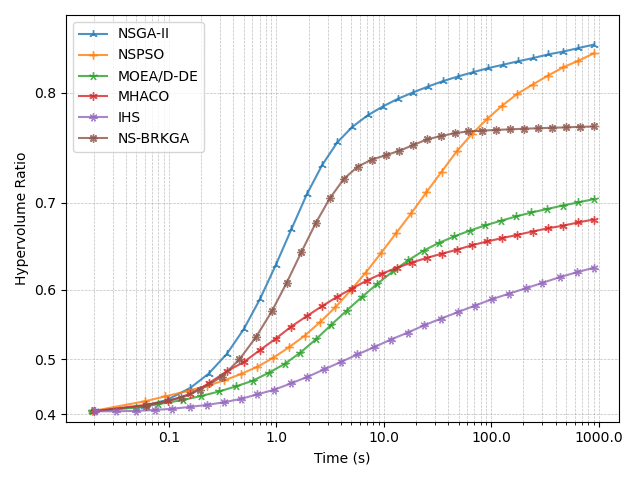 NSGA-II
NSPSO
MOEA/D-DE
MHACO
IHS
NS-BRKGA
Hypervolume Ratio
0.8
0.7
0.6
0.5
0.4
0.1
1.0
10.0
100.0
1000.0
Time (s)